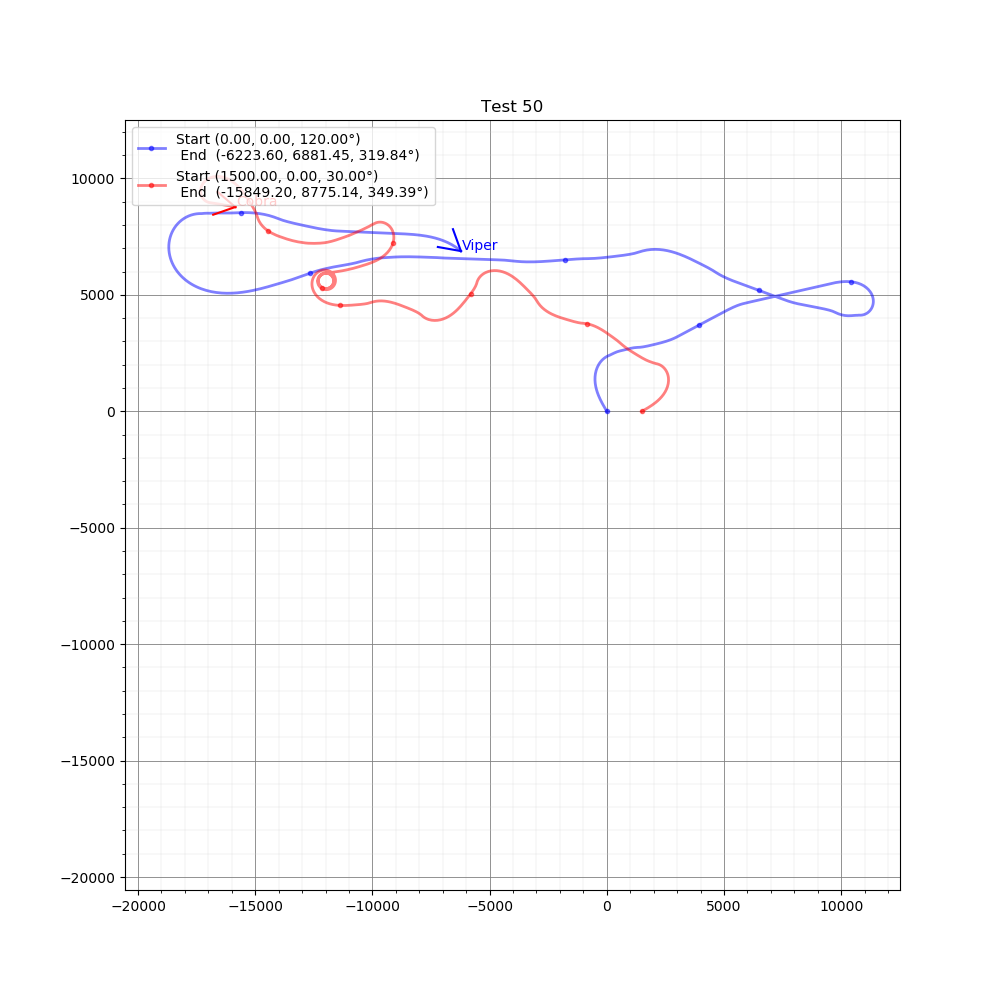 Test 50
Start (0.00, 0.00, 120.00°)
End (-6223.60, 6881.45, 319.84°)
Start (1500.00, 0.00, 30.00°)
End (-15849.20, 8775.14, 349.39°)
10000
Cobra
Viper
5000
0
−5000
−10000
−15000
−20000
−20000 −15000 −10000 −5000 0 5000 10000